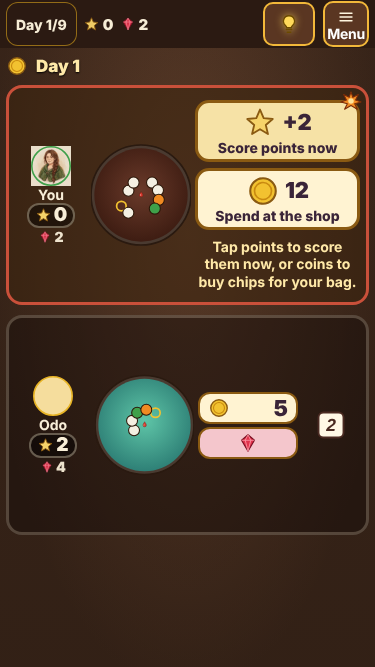 Day 1/9
0
2
Menu
Day 1
You
0
2
+2
Score points now
12
Spend at the shop
Tap points to score
them now, or coins to
buy chips for your bag.
Odo
2
4
5
2